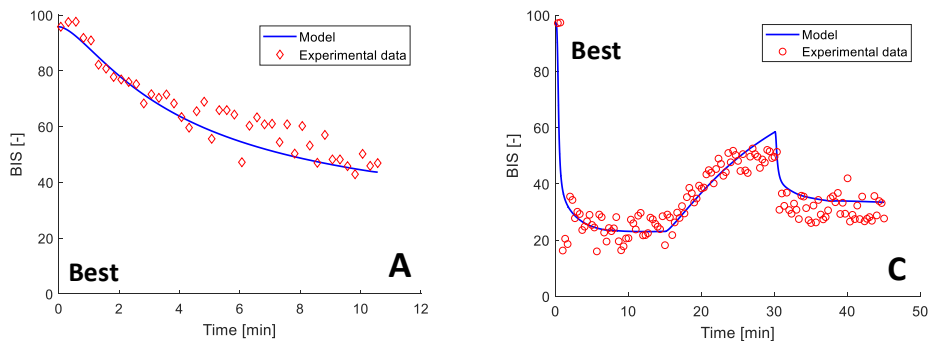 100
80
60
40
20
0
BIS [-]
0 2 4 6 8 10 12
Time [min]
Model
Experimental data
Best
A
100
80
60
40
20
0
BIS [-]
0 10 20 30 40 50
Time [min]
Best
Model
Experimental data
C